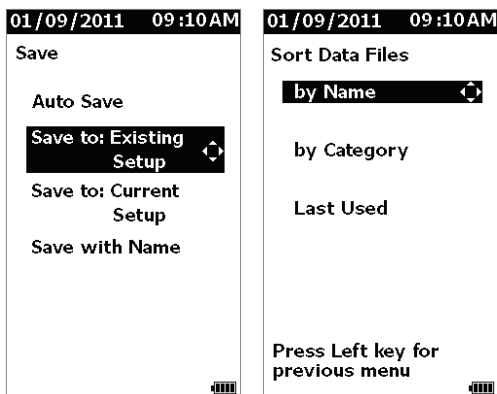 01/09/2011 09:10AM
Save
Auto Save
Save to: Existing
Setup
Save to: Current
Setup
Save with Name
01/09/2011 09:10AM
Sort Data Files
by Name
by Category
Last Used
Press Left key for
previous menu